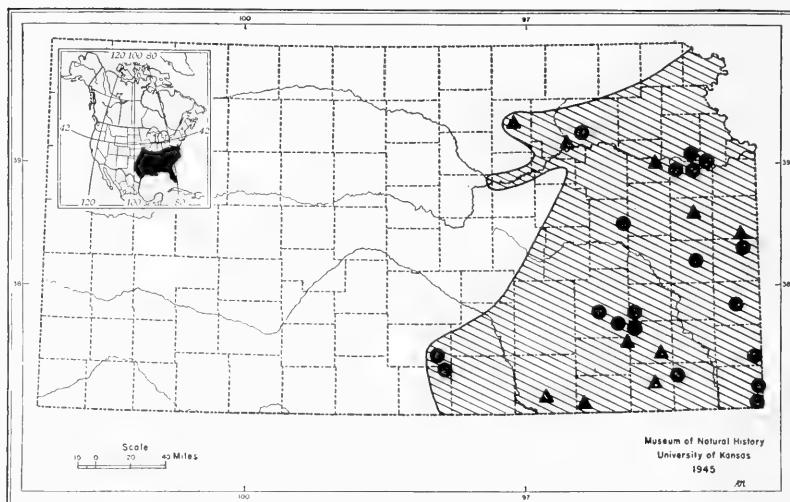 100 97
120 100 80
42 42
120 100 80
39 39
38 38
Scale
10 0 20 40 Miles
Museum of Natural History
University of Kansas
1945
100 97